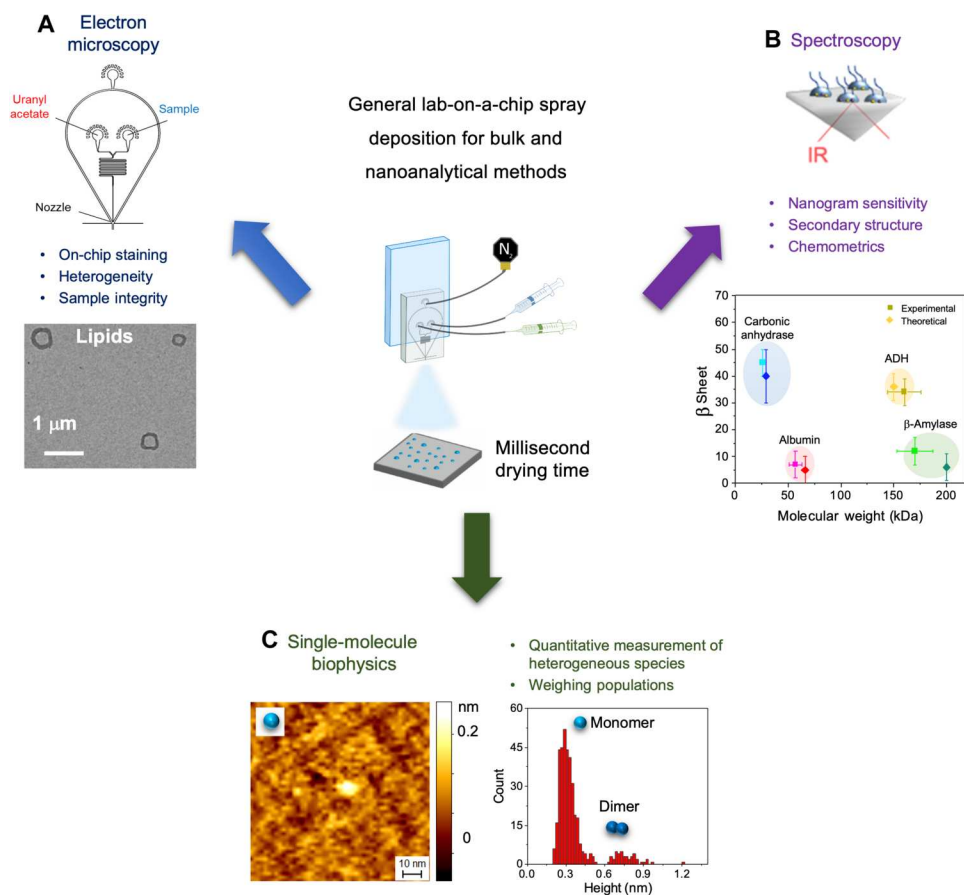 A
Electron
microscopy
Uranyl
acetate
Sample
Nozzle
• On-chip staining
• Heterogeneity
• Sample integrity
Lipids
1 μm
General lab-on-a-chip spray
deposition for bulk and
nanoanalytical methods
N2
Millisecond
drying time
B Spectroscopy
IR
• Nanogram sensitivity
• Secondary structure
• Chemometrics
70
60
50
40
30
20
10
0
β Sheet
Experimental
Theoretical
Carbonic
anhydrase
ADH
β-Amylase
Albumin
0 50 100 150 200
Molecular weight (kDa)
C Single-molecule
biophysics
• Quantitative measurement of
heterogeneous species
• Weighing populations
nm
0.2
0
10 nm
60
45
30
15
0
Count
Monomer
Dimer
0.0 0.3 0.6 0.9 1.2
Height (nm)